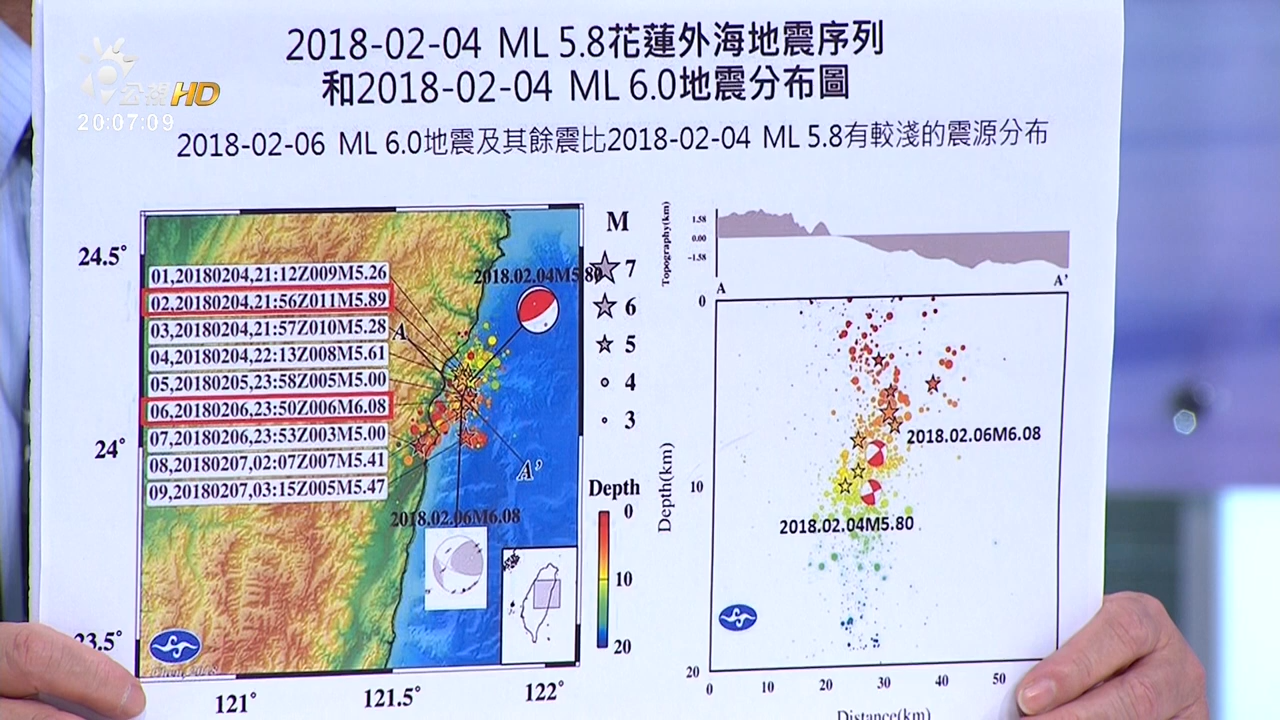 2018-02-04 ML 5.8花蓮外海地震序列
和2018-02-04 ML 6.0地震分布圖
公視HD
20:07:09
2018-02-06 ML 6.0地震及其餘震比2018-02-04 ML 5.8有較淺的震源分布
24.5°
24°
23.5°
121°
121.5°
122°
01,20180204,21:12Z009M5.26
02,20180204,21:56Z011M5.89
03,20180204,21:57Z010M5.28
04,20180204,22:13Z008M5.61
05,20180205,23:58Z005M5.00
06,20180206,23:50Z006M6.08
07,20180206,23:53Z003M5.00
08,20180207,02:07Z007M5.41
09,20180207,03:15Z005M5.47
2018.02.04M5.80
A
A'
2018.02.06M6.08
M
7
6
5
4
3
Depth
0
10
20
Topography(km)
1.58
0.00
-1.58
A
A'
Depth(km)
0
10
20
2018.02.06M6.08
2018.02.04M5.80
0
10
20
30
40
50
Distance(km)